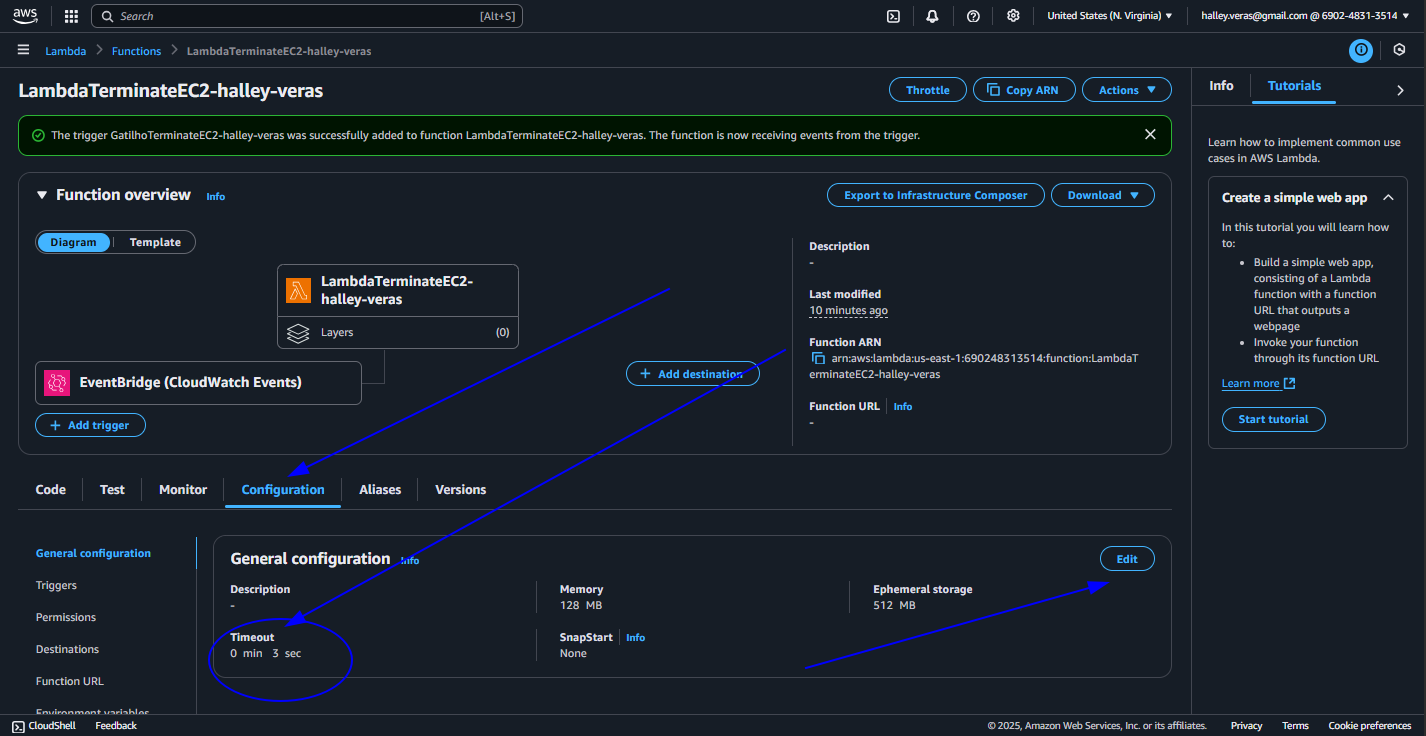 aws
Search [Alt+S]
United States (N. Virginia)
halley.veras@gmail.com @ 6902-4831-3514
Lambda > Functions > LambdaTerminateEC2-halley-veras
LambdaTerminateEC2-halley-veras
Throttle
Copy ARN
Actions
The trigger GatilhoTerminateEC2-halley-veras was successfully added to function LambdaTerminateEC2-halley-veras. The function is now receiving events from the trigger.
Function overview Info
Export to Infrastructure Composer
Download
Diagram
Template
LambdaTerminateEC2-
halley-veras
Layers (0)
EventBridge (CloudWatch Events)
+ Add trigger
+ Add destination
Description
-
Last modified
10 minutes ago
Function ARN
arn:aws:lambda:us-east-1:690248313514:function:LambdaT
erminateEC2-halley-veras
Function URL Info
-
Code
Test
Monitor
Configuration
Aliases
Versions
General configuration
Triggers
Permissions
Destinations
Function URL
Environment variables
General configuration Info
Edit
Description
-
Memory
128 MB
Ephemeral storage
512 MB
Timeout
0 min 3 sec
SnapStart Info
None
Info
Tutorials
Learn how to implement common use
cases in AWS Lambda.
Create a simple web app
In this tutorial you will learn how
to:
• Build a simple web app,
consisting of a Lambda
function with a function
URL that outputs a
webpage
• Invoke your function
through its function URL
Learn more
Start tutorial
CloudShell
Feedback
© 2025, Amazon Web Services, Inc. or its affiliates.
Privacy
Terms
Cookie preferences